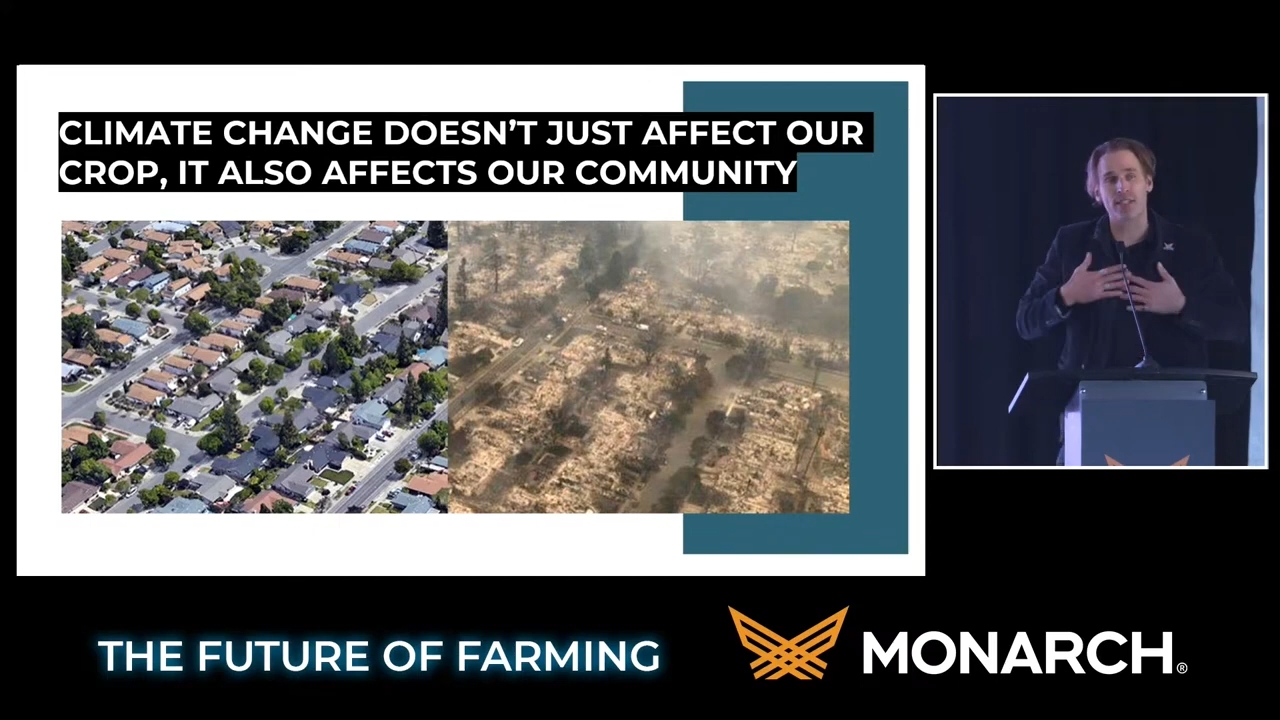 CLIMATE CHANGE DOESN'T JUST AFFECT OUR
CROP, IT ALSO AFFECTS OUR COMMUNITY
THE FUTURE OF FARMING
MONARCH®